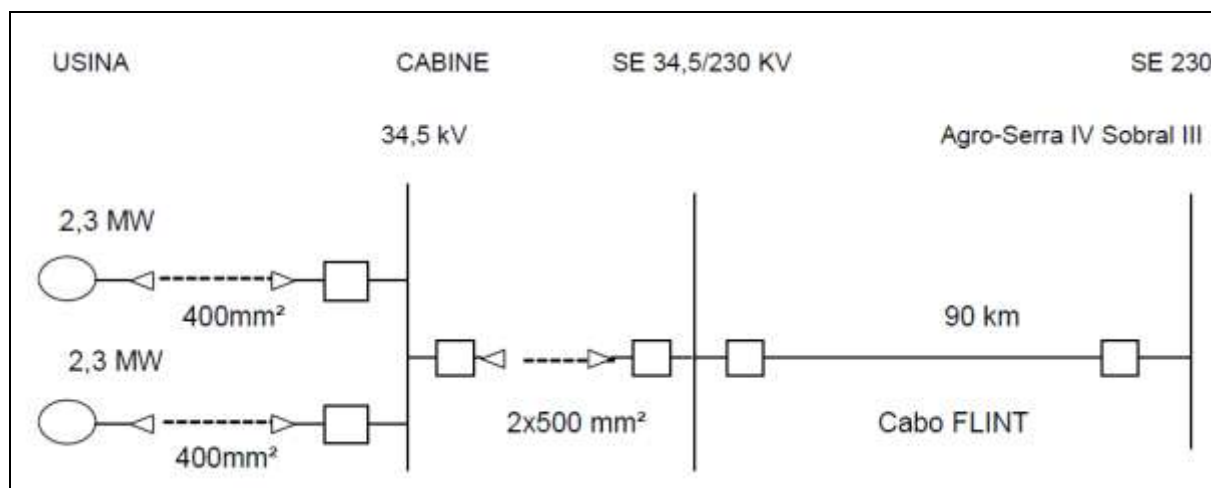 USINA CABINE SE 34,5/230 KV SE 230
34,5 kV Agro-Serra IV Sobral III
2,3 MW
400mm²
90 km
2,3 MW
2x500 mm² Cabo FLINT
400mm²